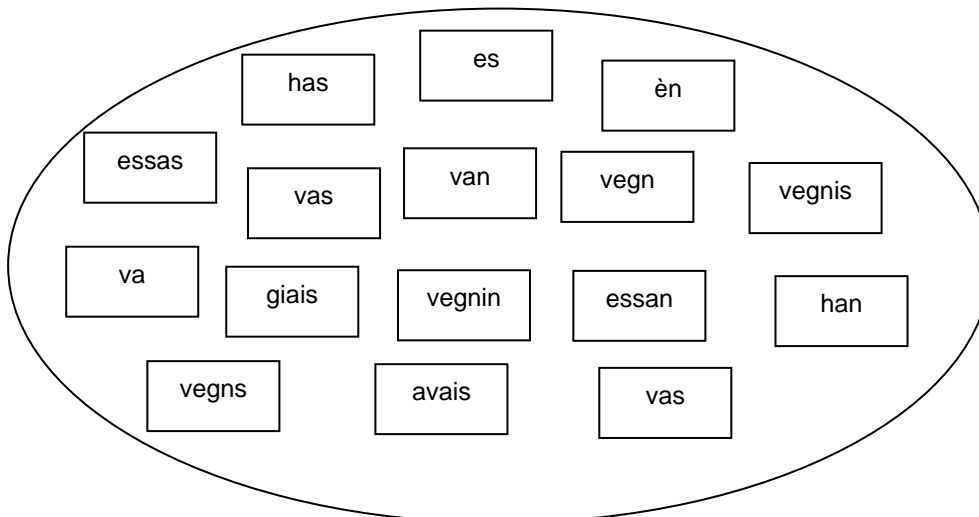 es
has
èn
essas
vas
van
vegn
vegnis
va
giais
vegnin
essan
han
vegns
avais
vas